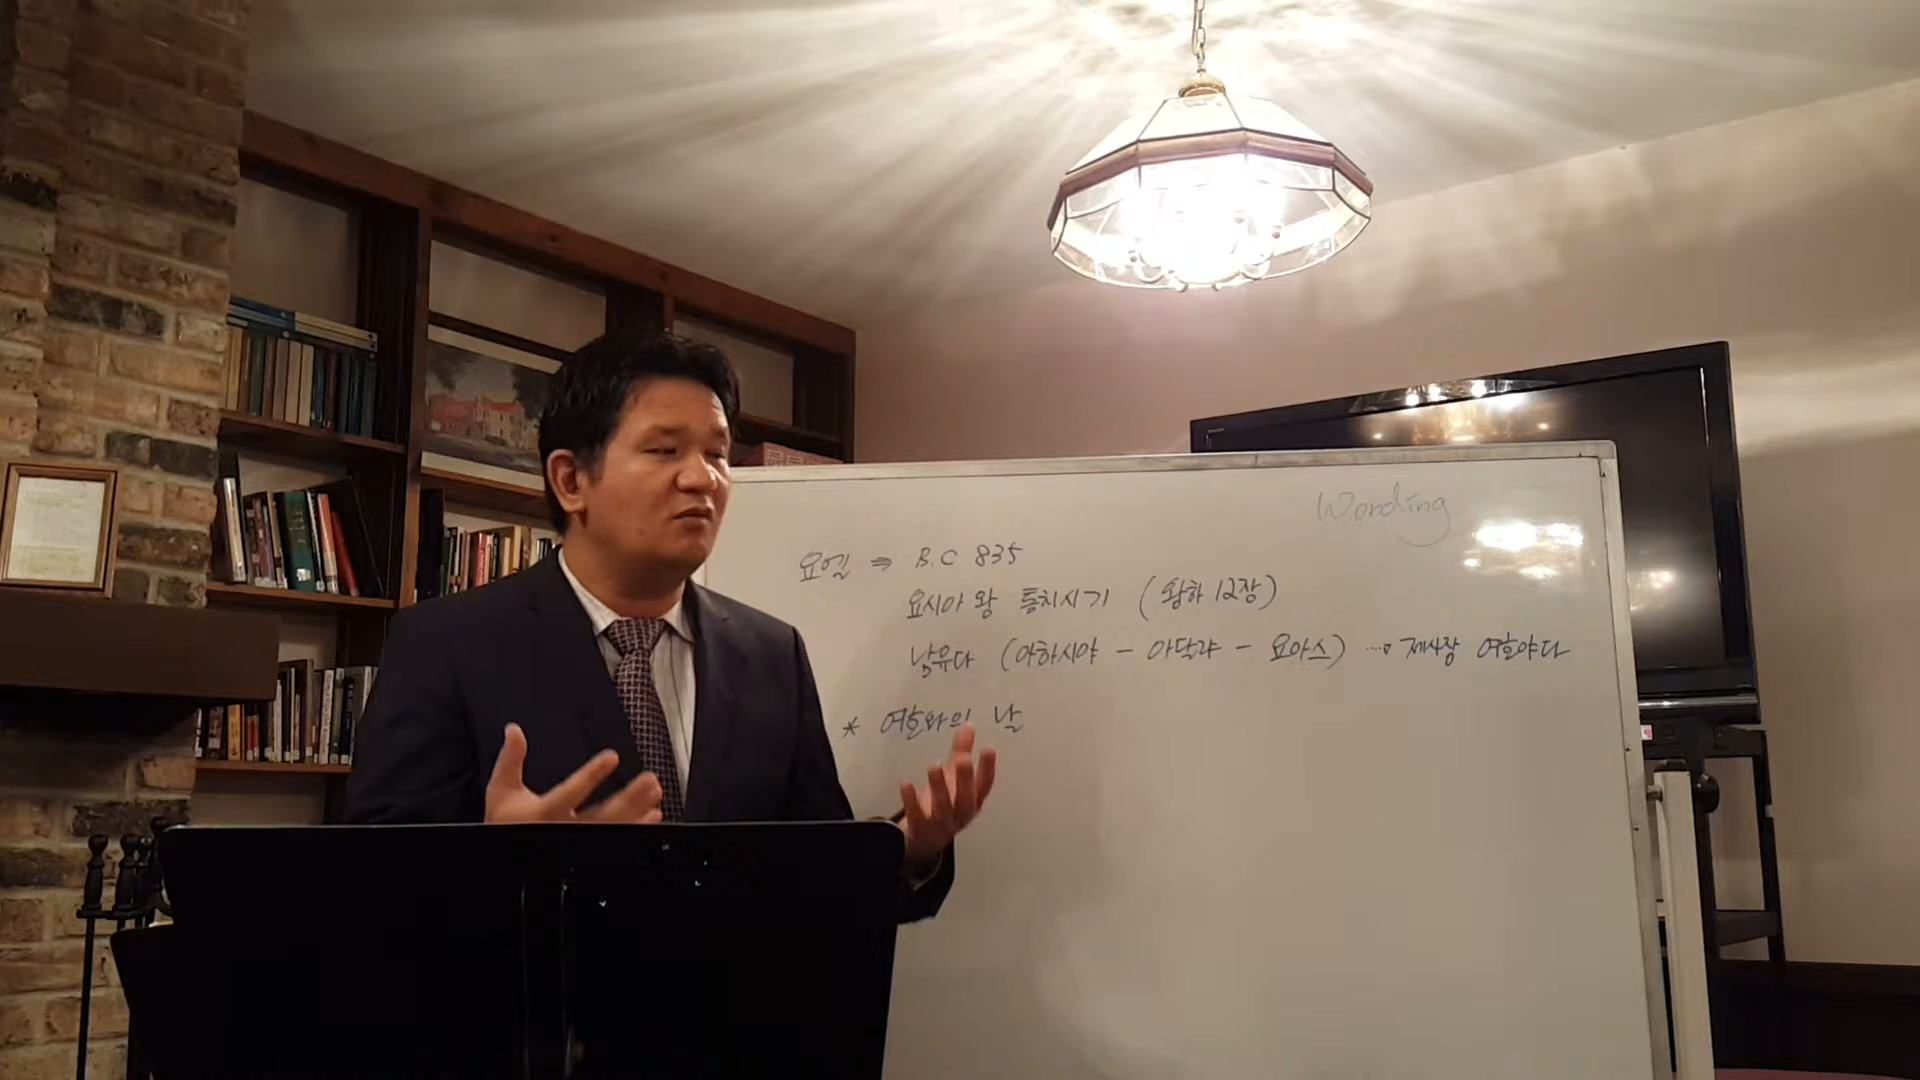 Wording
요엘 ⇒ B.C 835
요시아 왕 통치시기 (왕하 12장)
남유다 (아하시야 - 아달랴 - 요아스) ⋯→ 제사장 여호야다
* 여호와의 날